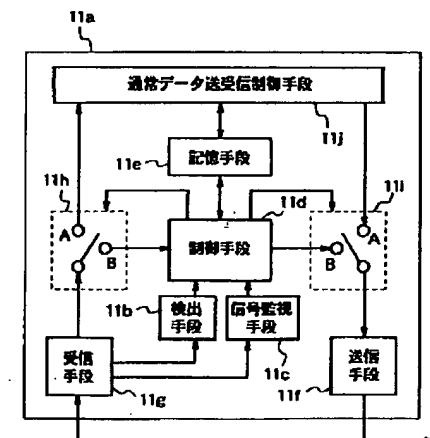 11a
通常データ送受信制御手段
11j
記憶手段
11e
11h
11d
11i
A
B
制御手段
B
A
11b
検出
手段
信号監視
手段
11c
受信
手段
11g
送信
手段
11f